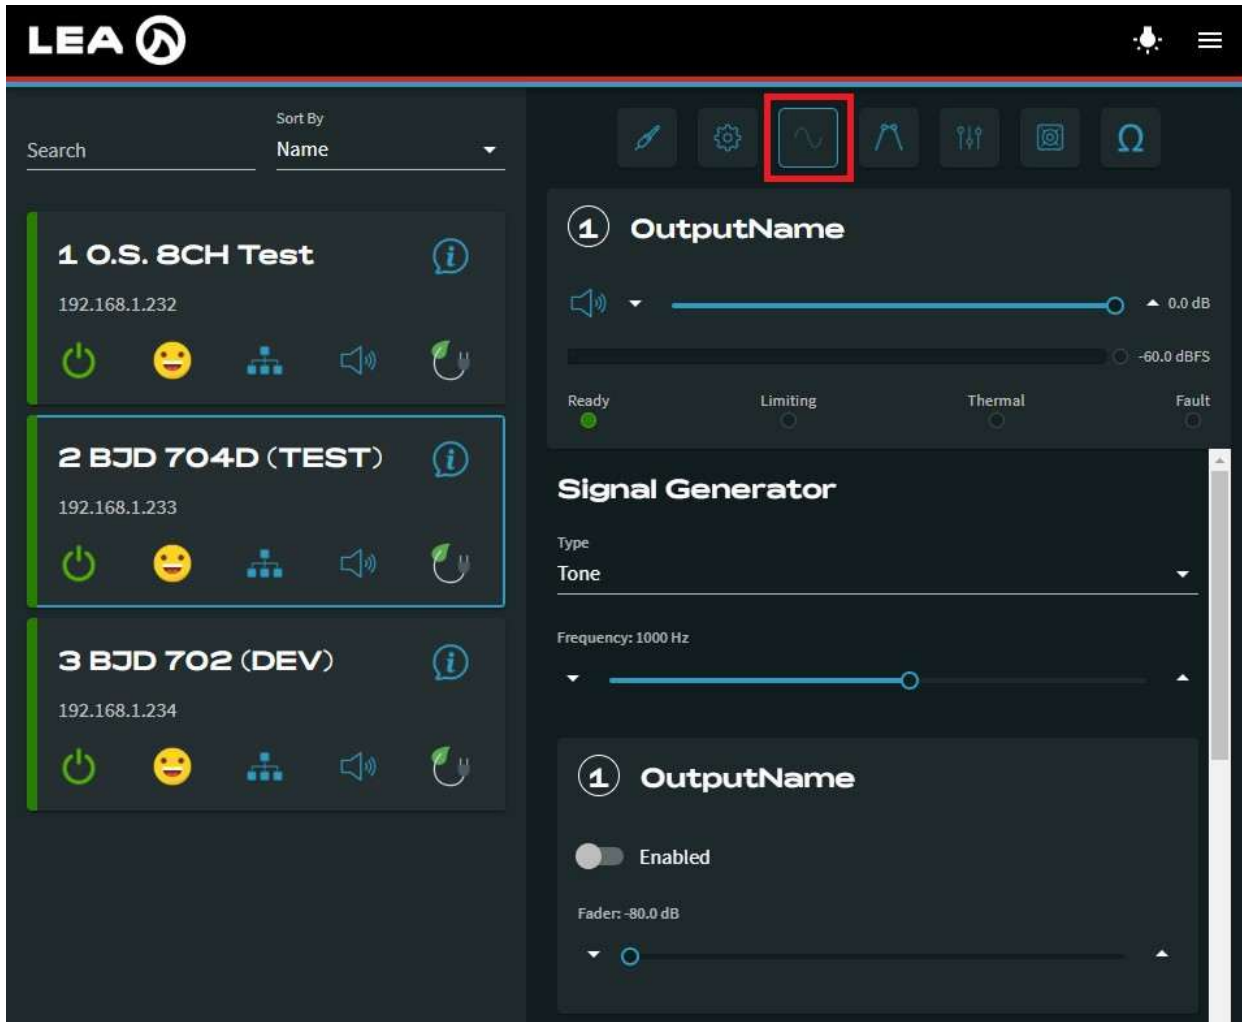 LEA
Search
Sort By
Name
1 O.S. 8CH Test
192.168.1.232
2 BJD 704D (TEST)
192.168.1.233
3 BJD 702 (DEV)
192.168.1.234
Ω
1 OutputName
0.0 dB
-60.0 dBFS
Ready Limiting Thermal Fault
Signal Generator
Type
Tone
Frequency: 1000 Hz
1 OutputName
Enabled
Fader: -80.0 dB